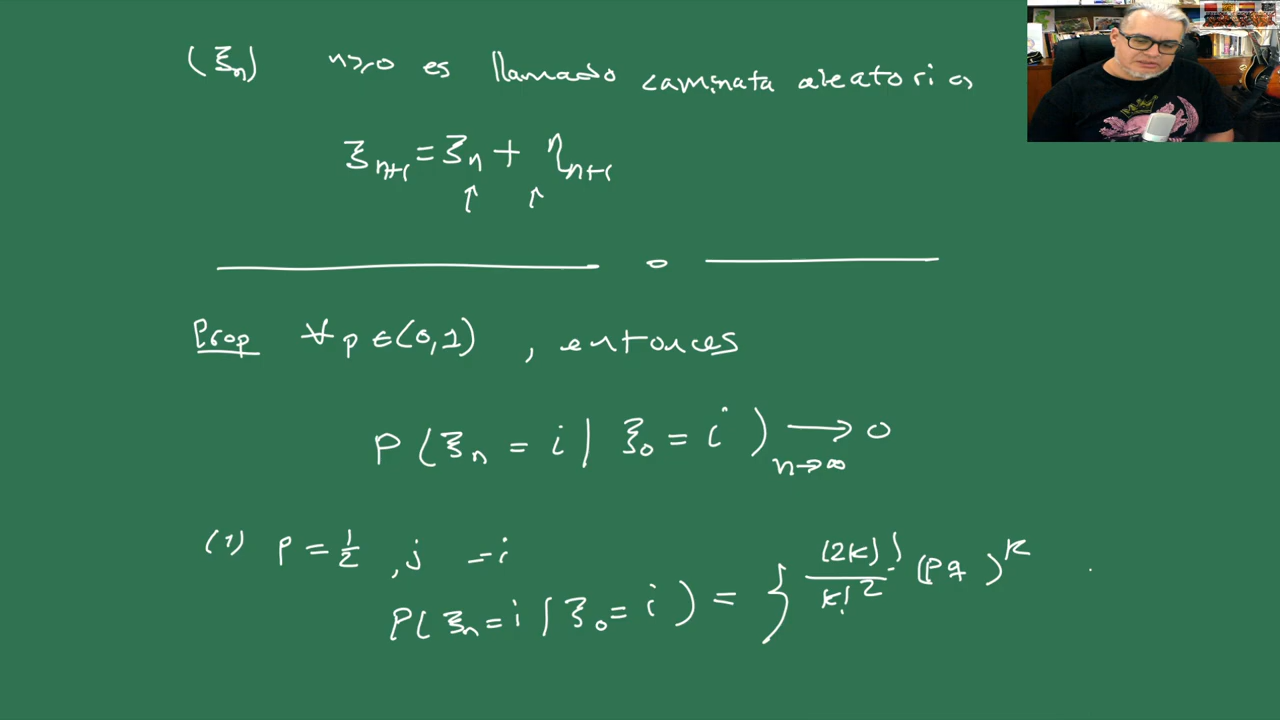 (ξₙ) n≥0 es llamado caminata aleatoria
ξₙ₊₁ = ξₙ + ηₙ₊₁
↑ ↑
Prop ∀p∈(0,1) , entonces
P(ξₙ = i | ξ₀ = i) ⟶ 0
n→∞
(1) p = 1/2 , j = i
P(ξₙ = i | ξ₀ = i) = { (2k)!/k!² (pq)ᵏ